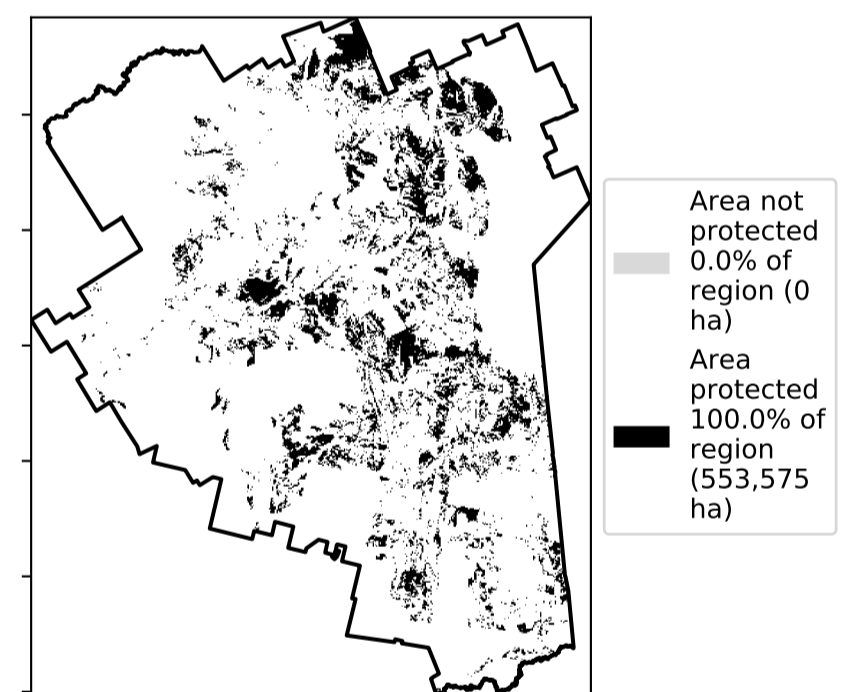 Area not
protected
0.0% of
region (0
ha)
Area
protected
100.0% of
region
(553,575
ha)